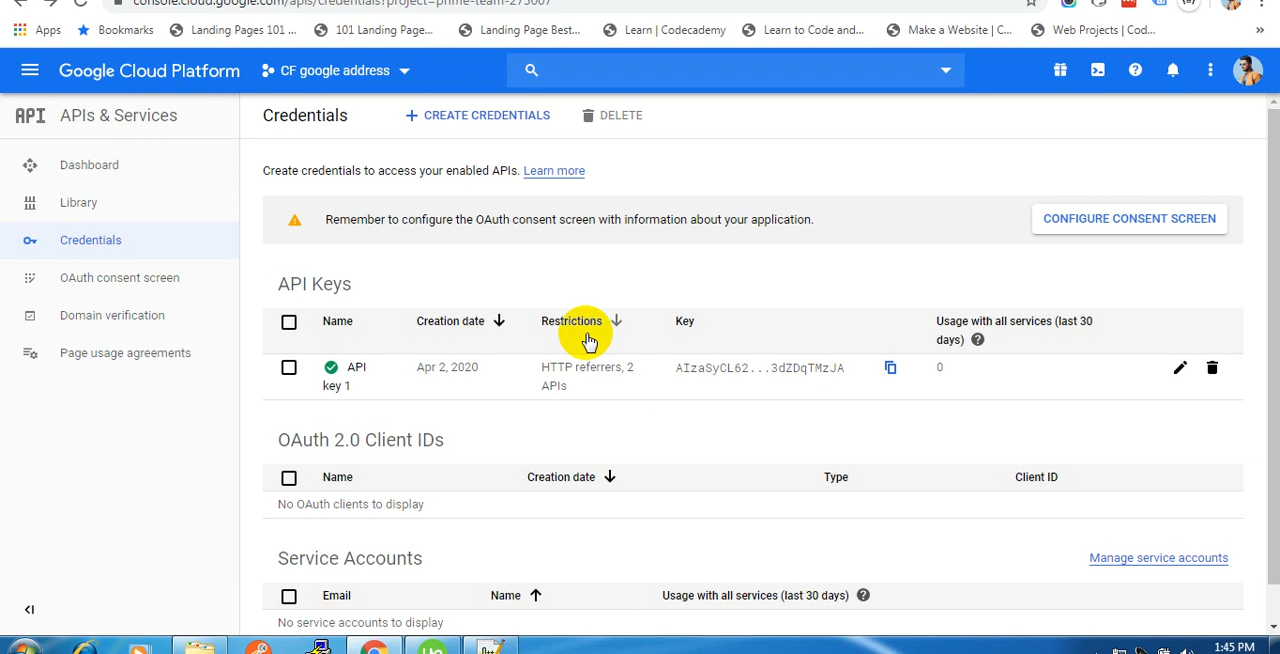 console.cloud.google.com/apis/credentials?project=prime-team-273007
Apps Bookmarks Landing Pages 101 ... 101 Landing Page... Landing Page Best... Learn | Codecademy Learn to Code and... Make a Website | C... Web Projects | Cod... »
Google Cloud Platform CF google address
API APIs & Services Credentials + CREATE CREDENTIALS DELETE
Dashboard
Library
Credentials
OAuth consent screen
Domain verification
Page usage agreements
Create credentials to access your enabled APIs. Learn more
Remember to configure the OAuth consent screen with information about your application. CONFIGURE CONSENT SCREEN
API Keys
Name Creation date Restrictions Key Usage with all services (last 30
days)
API Apr 2, 2020 HTTP referrers, 2 AIzaSyCL62...3dZDqTMzJA 0
key 1 APIs
OAuth 2.0 Client IDs
Name Creation date Type Client ID
No OAuth clients to display
Service Accounts Manage service accounts
Email Name Usage with all services (last 30 days)
No service accounts to display
1:45 PM